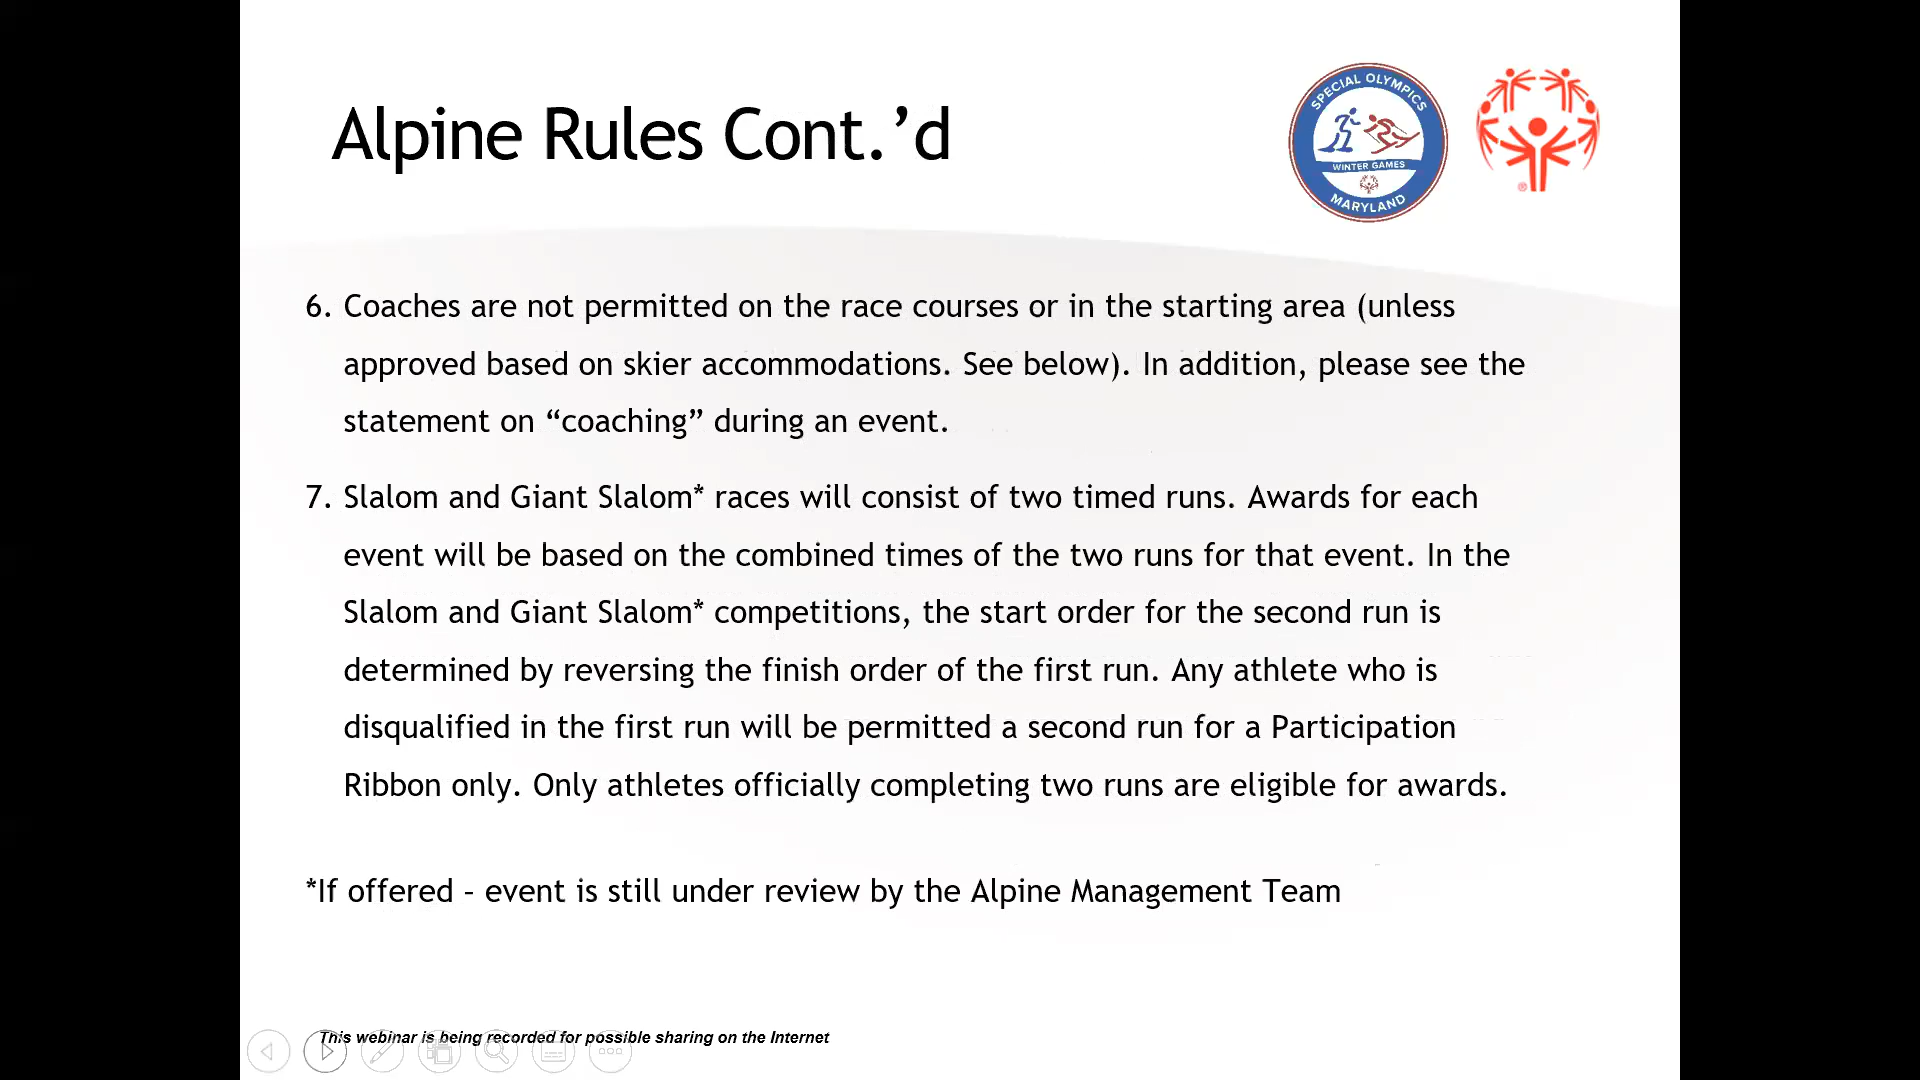 Alpine Rules Cont.’d
SPECIAL OLYMPICS
WINTER GAMES
MARYLAND
®
6. Coaches are not permitted on the race courses or in the starting area (unless
approved based on skier accommodations. See below). In addition, please see the
statement on “coaching” during an event.
7. Slalom and Giant Slalom* races will consist of two timed runs. Awards for each
event will be based on the combined times of the two runs for that event. In the
Slalom and Giant Slalom* competitions, the start order for the second run is
determined by reversing the finish order of the first run. Any athlete who is
disqualified in the first run will be permitted a second run for a Participation
Ribbon only. Only athletes officially completing two runs are eligible for awards.
*If offered – event is still under review by the Alpine Management Team
This webinar is being recorded for possible sharing on the Internet